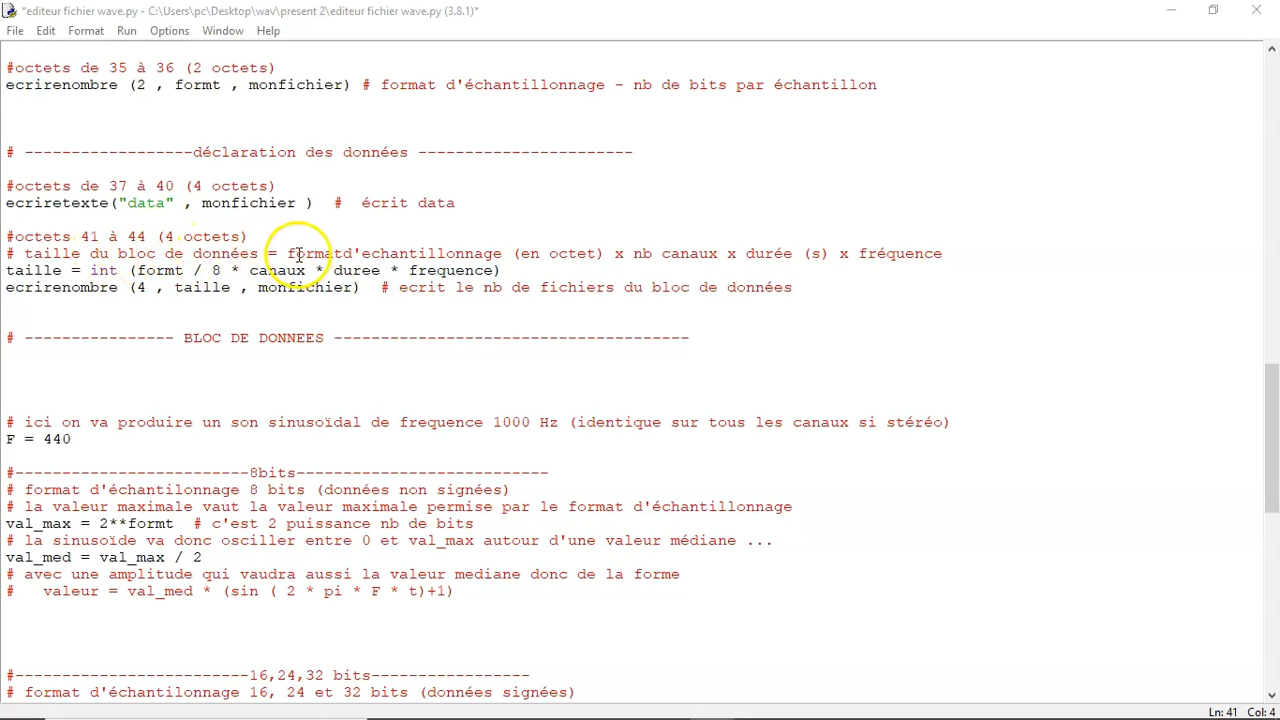 *editeur fichier wave.py - C:\Users\pc\Desktop\wav\present 2\editeur fichier wave.py (3.8.1)*
File Edit Format Run Options Window Help
#octets de 35 à 36 (2 octets)
ecrirenombre (2 , formt , monfichier) # format d'échantillonnage - nb de bits par échantillon
# ------------------déclaration des données -----------------------
#octets de 37 à 40 (4 octets)
ecriretexte("data" , monfichier ) # écrit data
#octets 41 à 44 (4 octets)
# taille du bloc de données = formatd'echantillonnage (en octet) x nb canaux x durée (s) x fréquence
taille = int (formt / 8 * canaux * duree * frequence)
ecrirenombre (4 , taille , monfichier) # ecrit le nb de fichiers du bloc de données
# ---------------- BLOC DE DONNEES --------------------------------------
# ici on va produire un son sinusoïdal de frequence 1000 Hz (identique sur tous les canaux si stéréo)
F = 440
#-------------------------8bits---------------------------
# format d'échantilonnage 8 bits (données non signées)
# la valeur maximale vaut la valeur maximale permise par le format d'échantillonnage
val_max = 2**formt # c'est 2 puissance nb de bits
# la sinusoïde va donc osciller entre 0 et val_max autour d'une valeur médiane ...
val_med = val_max / 2
# avec une amplitude qui vaudra aussi la valeur mediane donc de la forme
# valeur = val_med * (sin ( 2 * pi * F * t)+1)
#-------------------------16,24,32 bits-----------------
# format d'échantillonnage 16, 24 et 32 bits (données signées)
Ln: 41 Col: 4